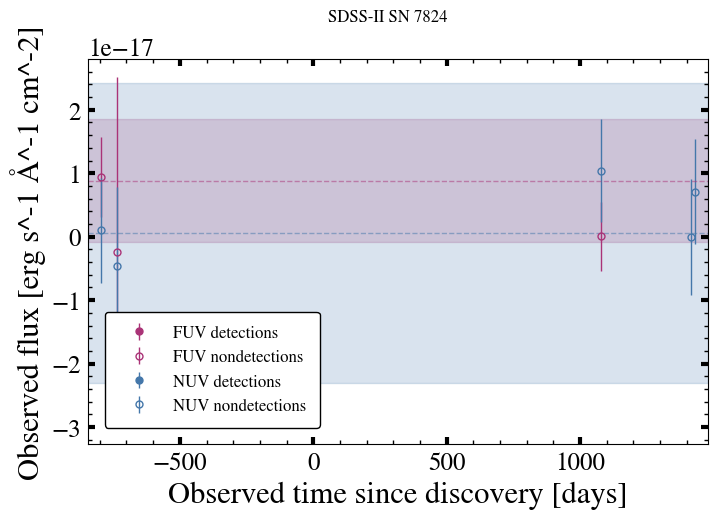 SDSS-II SN 7824
1e−17
Observed flux [erg s^-1 Å^-1 cm^-2]
2
1
0
−1
−2
−3
FUV detections
FUV nondetections
NUV detections
NUV nondetections
−500
0
500
1000
Observed time since discovery [days]